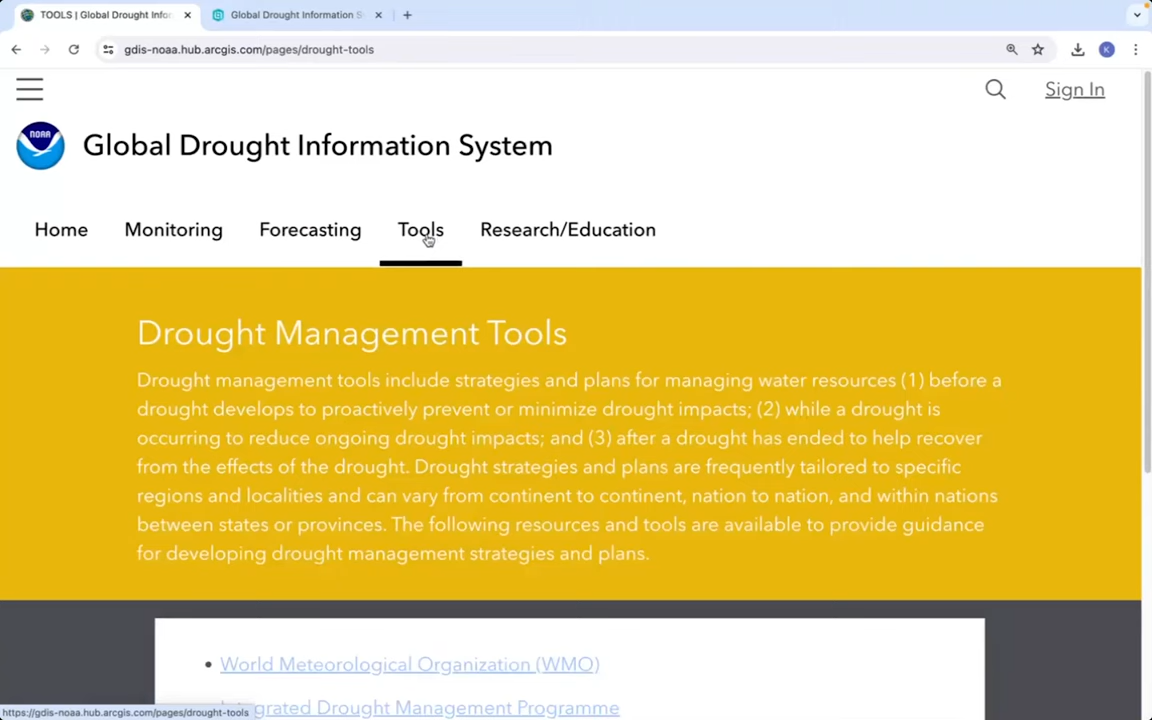 TOOLS | Global Drought Infor
Global Drought Information S
gdis-noaa.hub.arcgis.com/pages/drought-tools
K
Sign In
NOAA
Global Drought Information System
Home Monitoring Forecasting Tools Research/Education
Drought Management Tools
Drought management tools include strategies and plans for managing water resources (1) before a
drought develops to proactively prevent or minimize drought impacts; (2) while a drought is
occurring to reduce ongoing drought impacts; and (3) after a drought has ended to help recover
from the effects of the drought. Drought strategies and plans are frequently tailored to specific
regions and localities and can vary from continent to continent, nation to nation, and within nations
between states or provinces. The following resources and tools are available to provide guidance
for developing drought management strategies and plans.
• World Meteorological Organization (WMO)
grated Drought Management Programme
https://gdis-noaa.hub.arcgis.com/pages/drought-tools